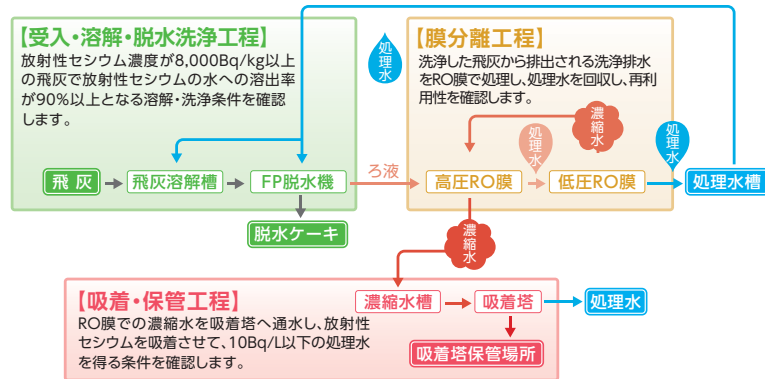 【受入・溶解・脱水洗浄工程】
放射性セシウム濃度が8,000Bq/kg以上
の飛灰で放射性セシウムの水への溶出率
が90%以上となる溶解・洗浄条件を確認
します。
飛灰
飛灰溶解槽
FP脱水機
脱水ケーキ
ろ液
処理水
【膜分離工程】
洗浄した飛灰から排出される洗浄排水
をRO膜で処理し、処理水を回収し、再利
用性を確認します。
濃縮水
処理水
処理水
高圧RO膜
低圧RO膜
処理水槽
濃縮水
【吸着・保管工程】
RO膜での濃縮水を吸着塔へ通水し、放射性
セシウムを吸着させて、10Bq/L以下の処理水
を得る条件を確認します。
濃縮水槽
吸着塔
処理水
吸着塔保管場所